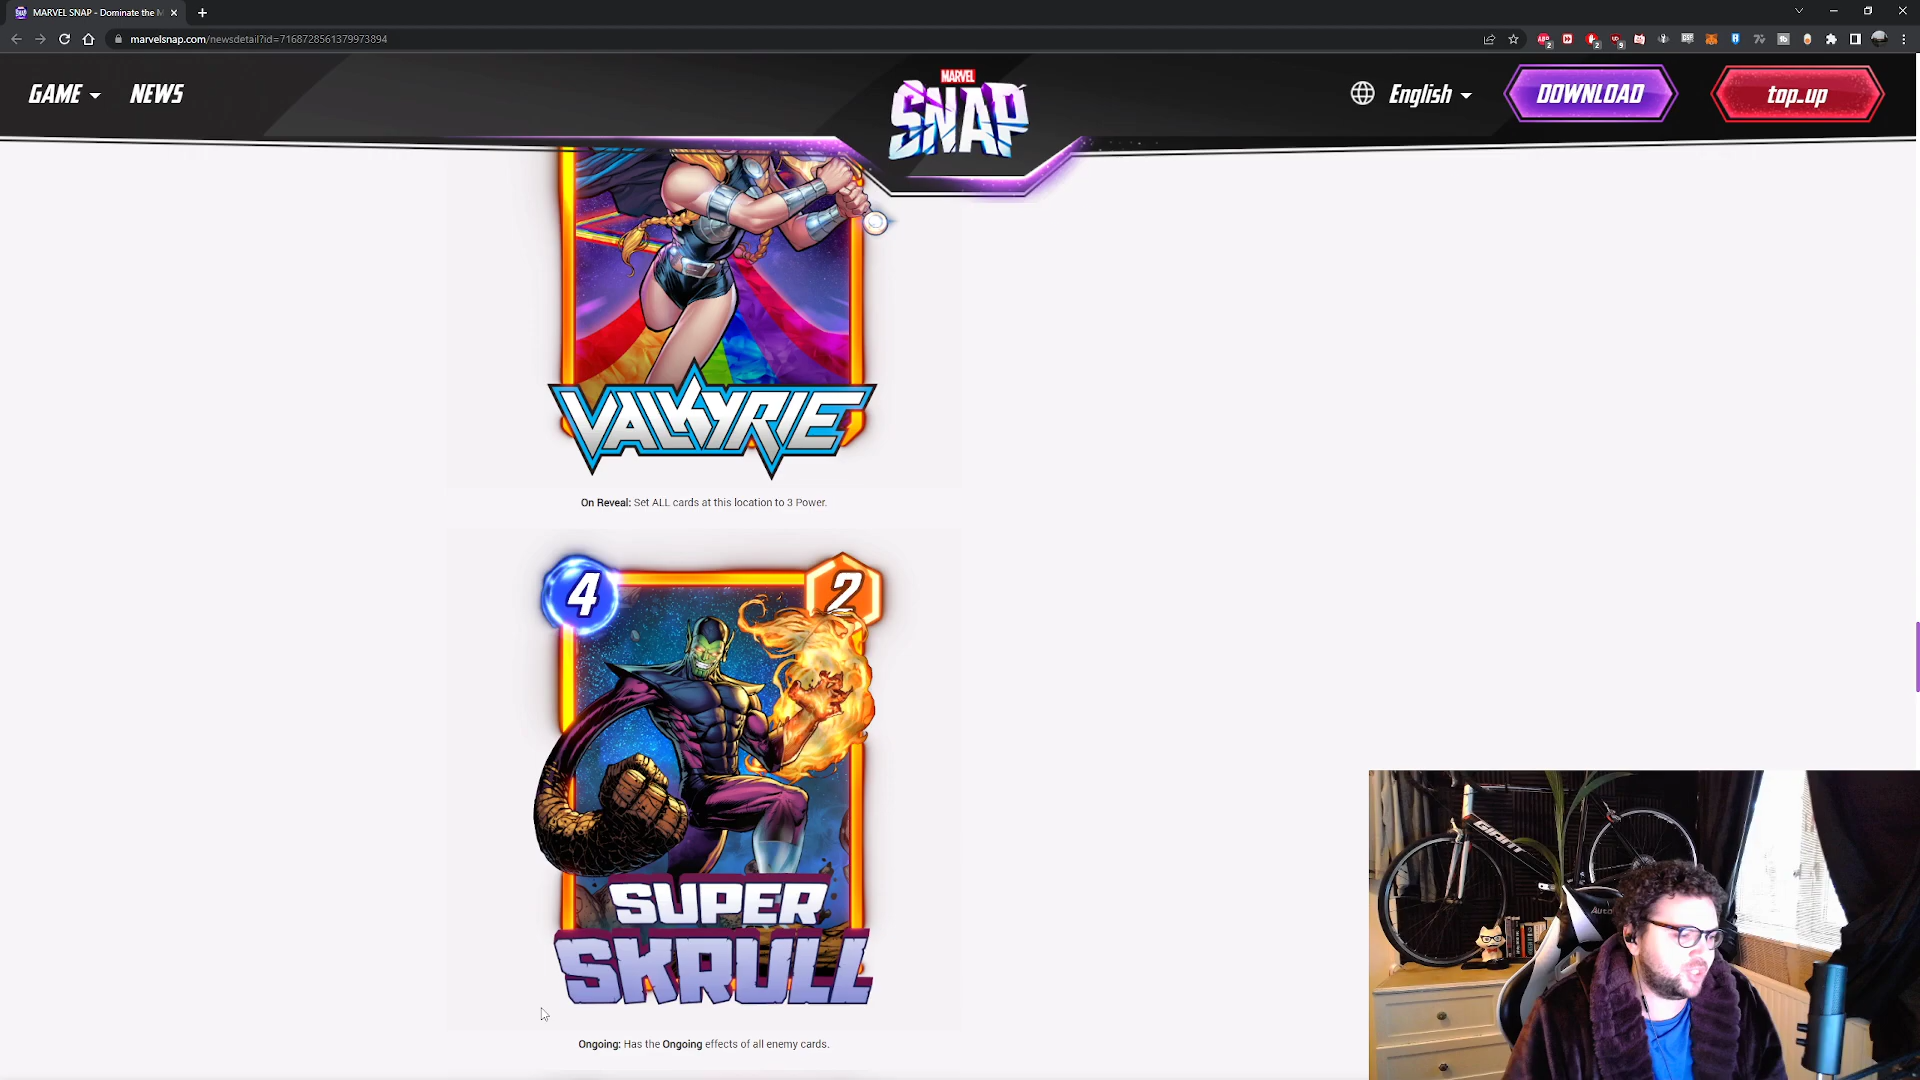 MARVEL SNAP - Dominate the M
marvelsnap.com/newsdetail?id=7168728561379973894
GAME
NEWS
MARVEL
SNAP
English
DOWNLOAD
top_up
VALKYRIE
On Reveal: Set ALL cards at this location to 3 Power.
4
2
SUPER
SKRULL
Ongoing: Has the Ongoing effects of all enemy cards.
GIANT